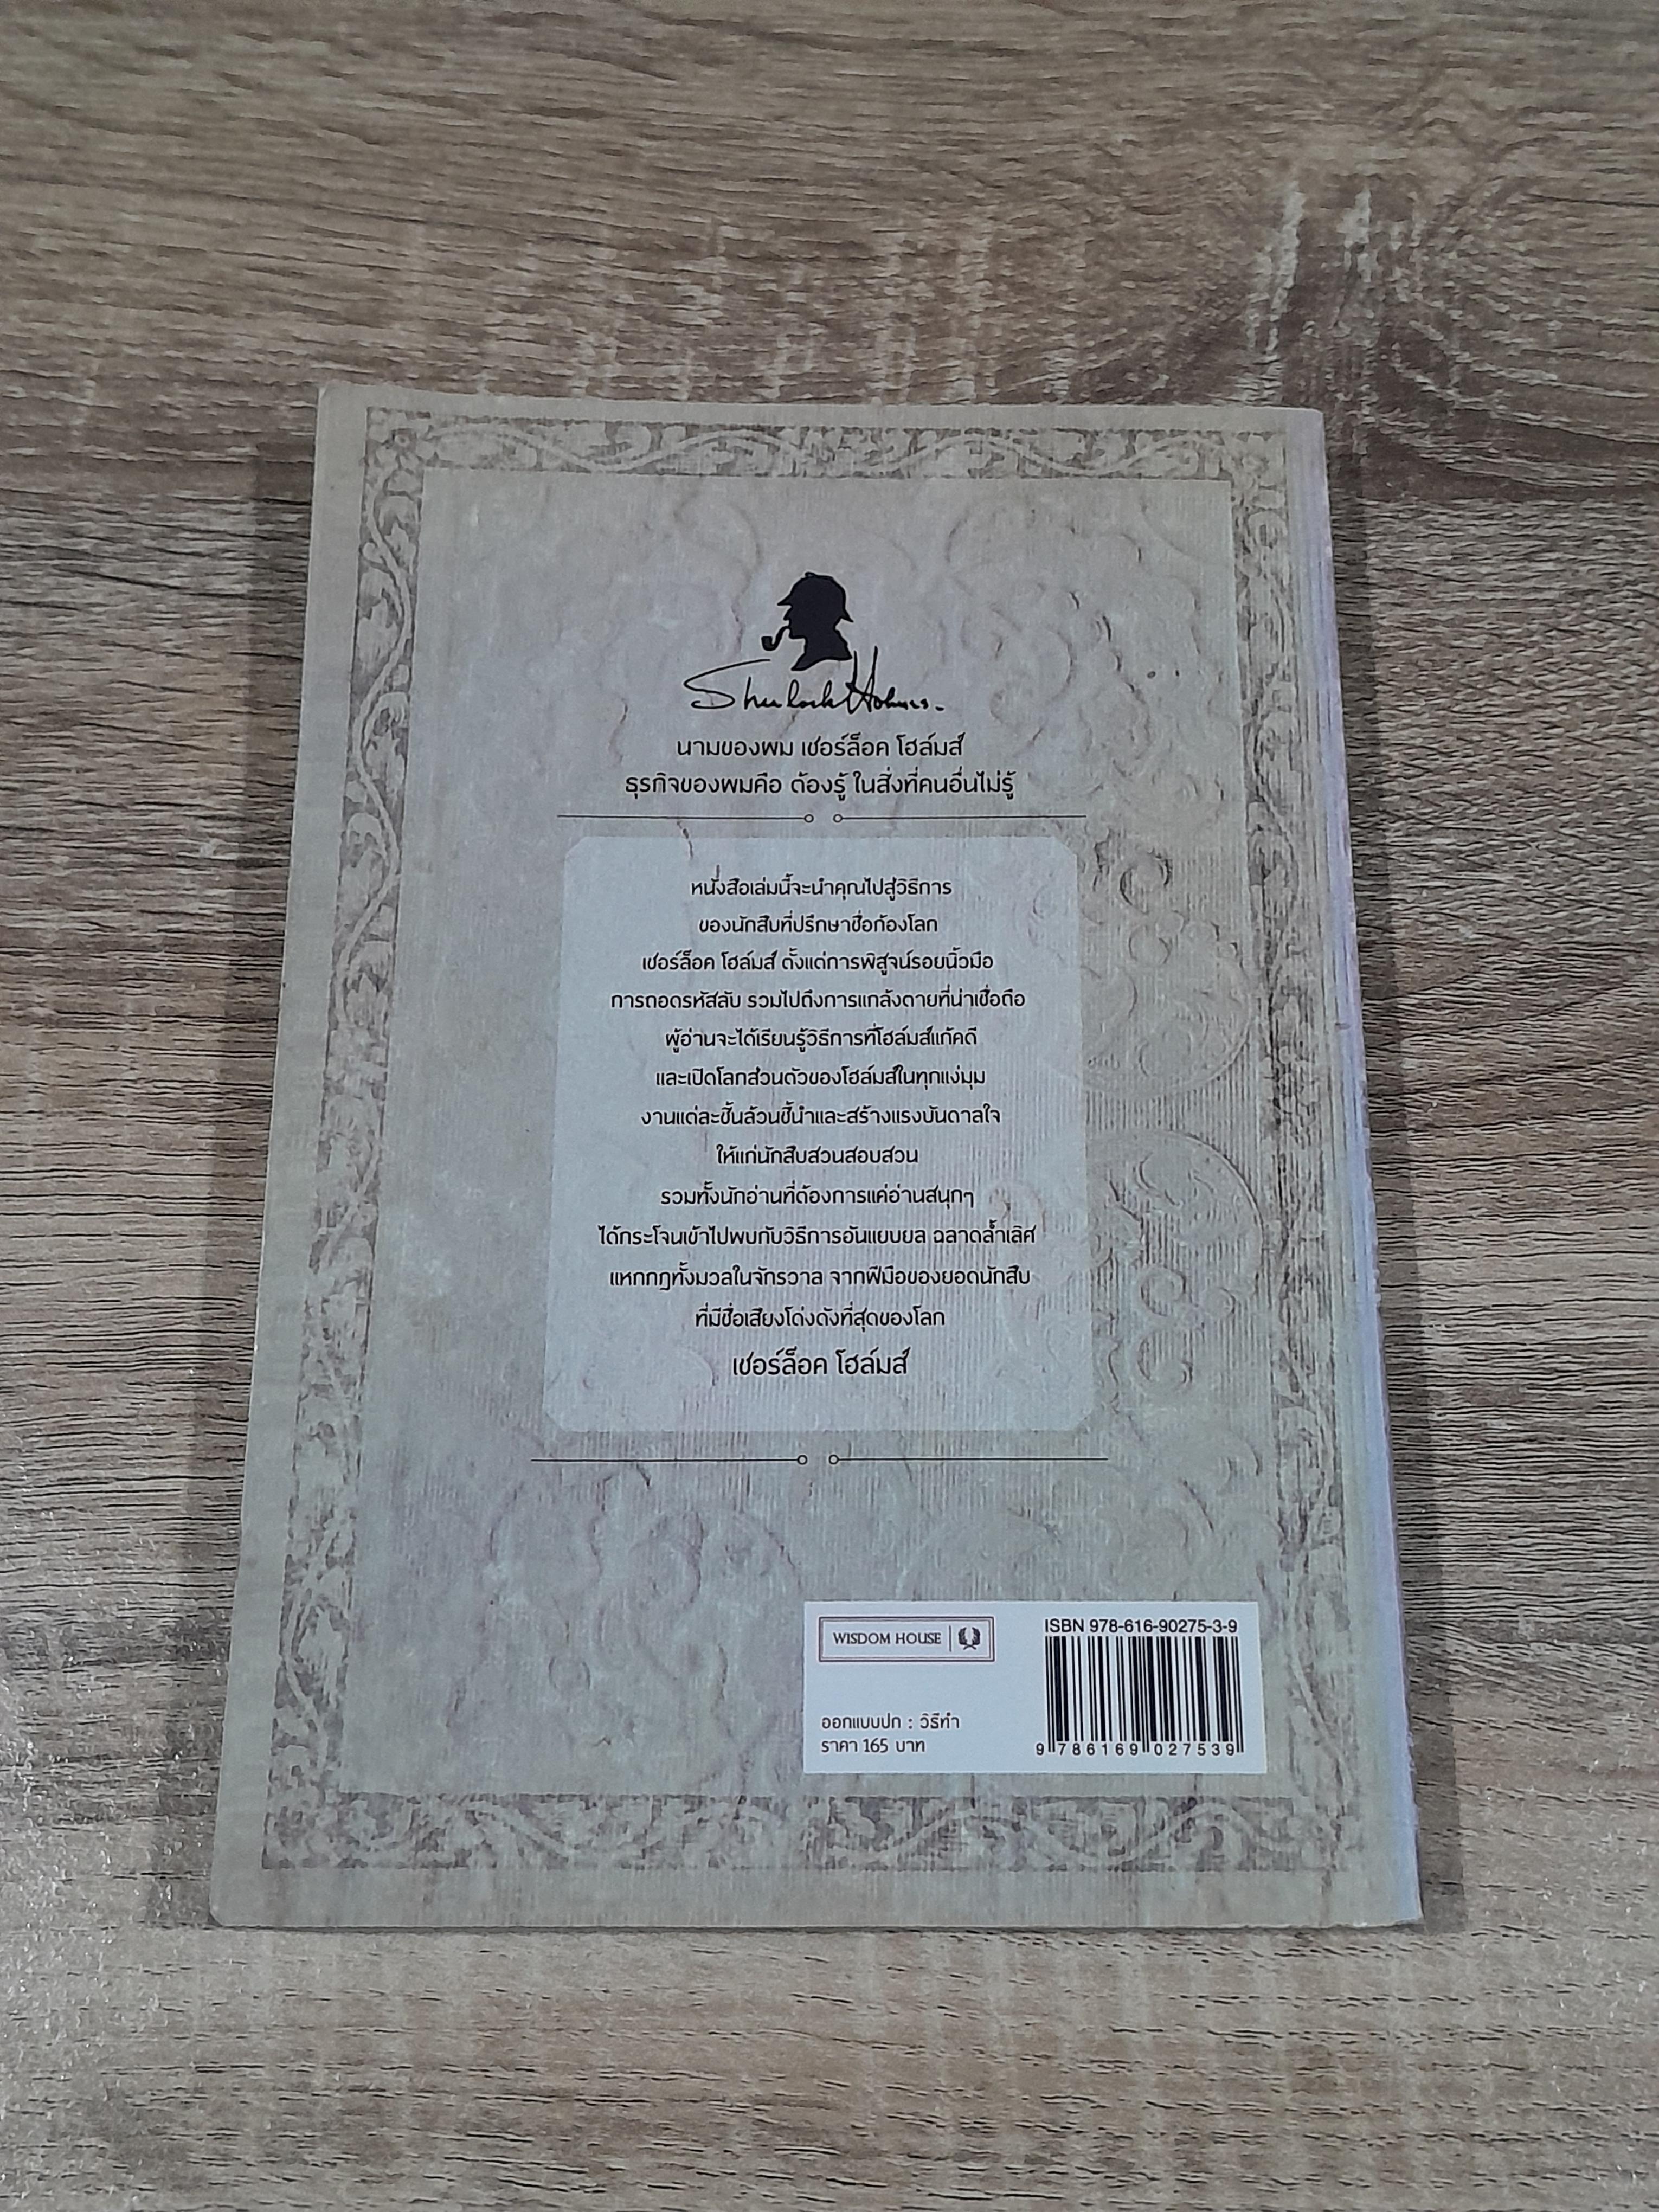 Sherlock Holmes
นามของผม เชอร์ล็อค โฮล์มส์
ธุรกิจของผมคือ ต้องรู้ ในสิ่งที่คนอื่นไม่รู้
หนังสือเล่มนี้จะนำคุณไปสู่วิธีการ
ของนักสืบที่ปรึกษาชื่อก้องโลก
เชอร์ล็อค โฮล์มส์ ตั้งแต่การพิสูจน์รอยนิ้วมือ
การถอดรหัสลับ รวมไปถึงการแกล้งตายที่น่าเชื่อถือ
ผู้อ่านจะได้เรียนรู้วิธีการที่โฮล์มส์แก้คดี
และเปิดโลกส่วนตัวของโฮล์มส์ในทุกแง่มุม
งานแต่ละชิ้นล้วนชี้นำและสร้างแรงบันดาลใจ
ให้แก่นักสืบสวนสอบสวน
รวมทั้งนักอ่านที่ต้องการแค่อ่านสนุกๆ
ได้กระโจนเข้าไปพบกับวิธีการอันแยบยล ฉลาดล้ำเลิศ
แหกกฎทั้งมวลในจักรวาล จากฝีมือของยอดนักสืบ
ที่มีชื่อเสียงโด่งดังที่สุดของโลก
เชอร์ล็อค โฮล์มส์
WISDOM HOUSE
ISBN 978-616-90275-3-9
ออกแบบปก : วิธีทำ
ราคา 165 บาท
9 786169 027539